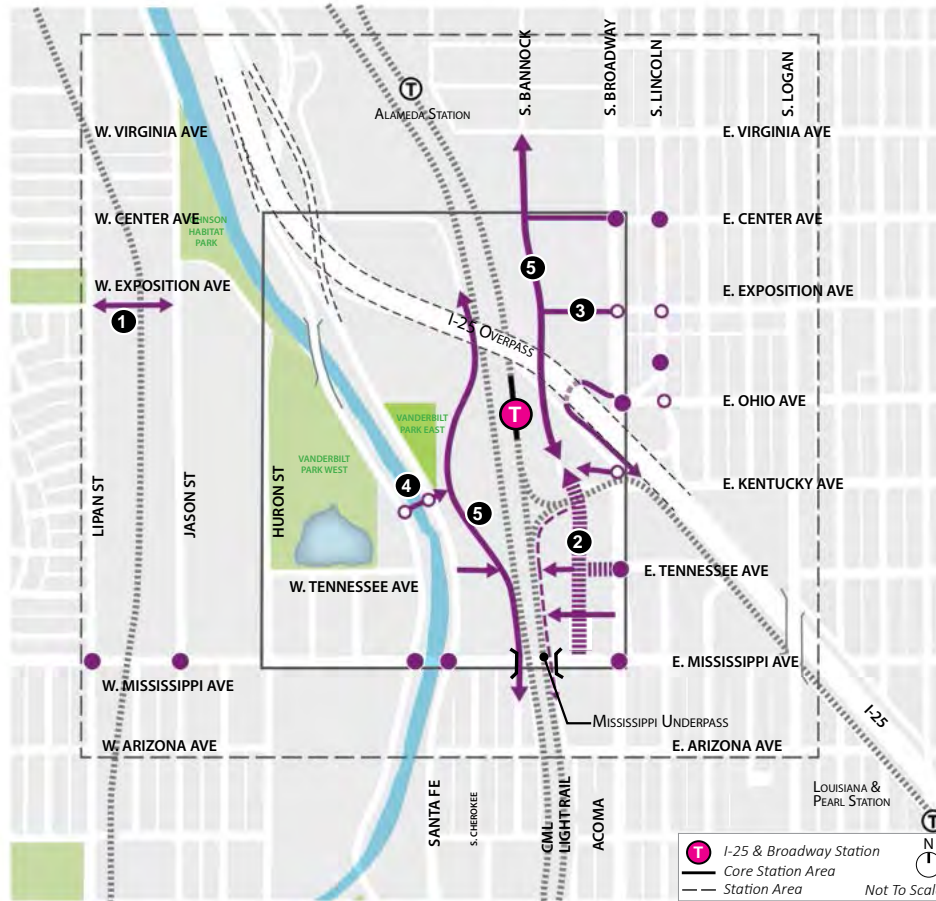 S. BANNOCK
S. BROADWAY
S. LINCOLN
S. LOGAN
T
ALAMEDA STATION
W. VIRGINIA AVE
E. VIRGINIA AVE
W. CENTER AVE
E. CENTER AVE
JOHNSON
HABITAT
PARK
5
W. EXPOSITION AVE
E. EXPOSITION AVE
1
3
I-25 OVERPASS
T
E. OHIO AVE
VANDERBILT
PARK EAST
VANDERBILT
PARK WEST
LIPAN ST
JASON ST
HURON ST
4
E. KENTUCKY AVE
5
2
W. TENNESSEE AVE
E. TENNESSEE AVE
E. MISSISSIPPI AVE
W. MISSISSIPPI AVE
MISSISSIPPI UNDERPASS
I-25
W. ARIZONA AVE
E. ARIZONA AVE
SANTA FE
S. CHEROKEE
CML
LIGHT RAIL
ACOMA
LOUISIANA &
PEARL STATION
T
T I-25 & Broadway Station
Core Station Area
Station Area
N
Not To Scale